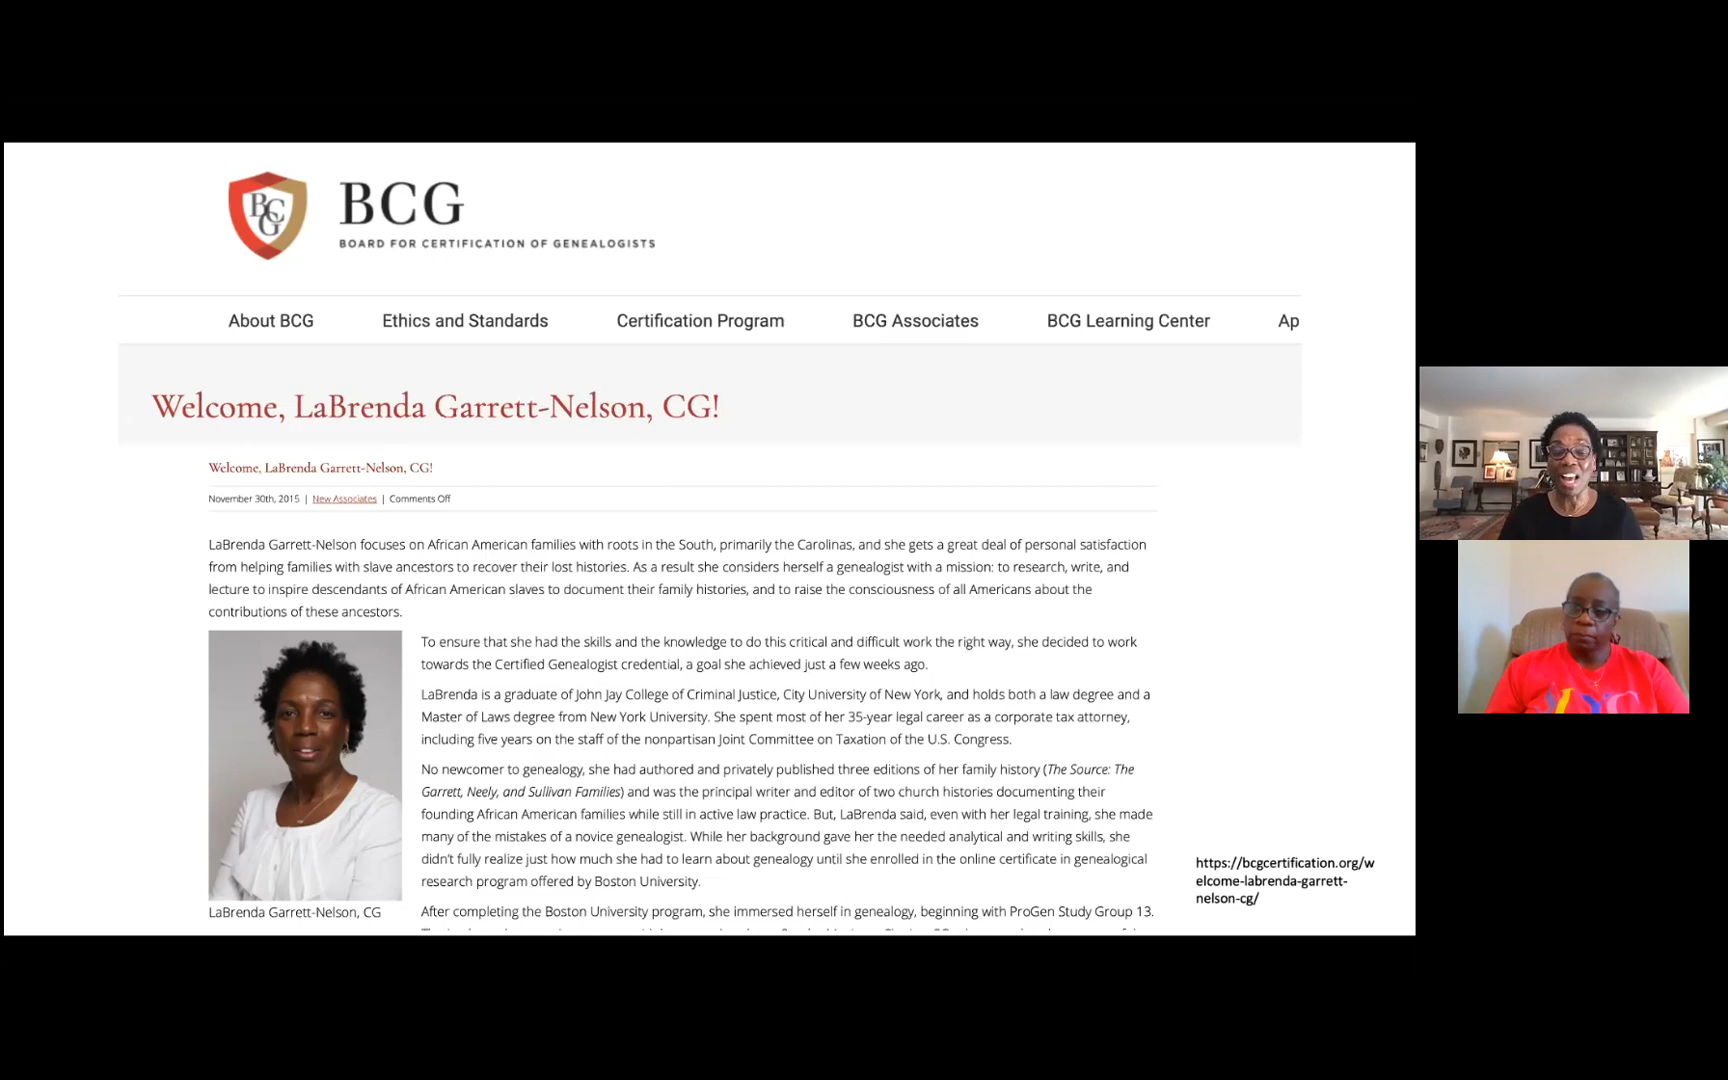 BCG
BCG
BOARD FOR CERTIFICATION OF GENEALOGISTS
About BCG
Ethics and Standards
Certification Program
BCG Associates
BCG Learning Center
Ap
Welcome, LaBrenda Garrett-Nelson, CG!
Welcome, LaBrenda Garrett-Nelson, CG!
November 30th, 2015 | New Associates | Comments Off
LaBrenda Garrett-Nelson focuses on African American families with roots in the South, primarily the Carolinas, and she gets a great deal of personal satisfaction
from helping families with slave ancestors to recover their lost histories. As a result she considers herself a genealogist with a mission: to research, write, and
lecture to inspire descendants of African American slaves to document their family histories, and to raise the consciousness of all Americans about the
contributions of these ancestors.
To ensure that she had the skills and the knowledge to do this critical and difficult work the right way, she decided to work
towards the Certified Genealogist credential, a goal she achieved just a few weeks ago.
LaBrenda is a graduate of John Jay College of Criminal Justice, City University of New York, and holds both a law degree and a
Master of Laws degree from New York University. She spent most of her 35-year legal career as a corporate tax attorney,
including five years on the staff of the nonpartisan Joint Committee on Taxation of the U.S. Congress.
No newcomer to genealogy, she had authored and privately published three editions of her family history (The Source: The
Garrett, Neely, and Sullivan Families) and was the principal writer and editor of two church histories documenting their
founding African American families while still in active law practice. But, LaBrenda said, even with her legal training, she made
many of the mistakes of a novice genealogist. While her background gave her the needed analytical and writing skills, she
didn't fully realize just how much she had to learn about genealogy until she enrolled in the online certificate in genealogical
research program offered by Boston University.
LaBrenda Garrett-Nelson, CG
After completing the Boston University program, she immersed herself in genealogy, beginning with ProGen Study Group 13.
https://bcgcertification.org/w
elcome-labrenda-garrett-
nelson-cg/